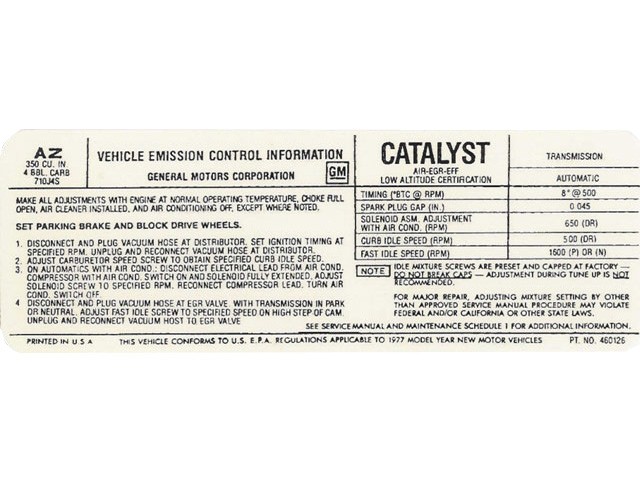 AZ
350 CU. IN.
4 BBL. CARB
710J4S
VEHICLE EMISSION CONTROL INFORMATION
GENERAL MOTORS CORPORATION GM
CATALYST
AIR-EGR-EFF
LOW ALTITUDE CERTIFICATION
TRANSMISSION
AUTOMATIC
TIMING (°BTC @ RPM) 8° @ 500
SPARK PLUG GAP (IN.) 0.045
SOLENOID ASM. ADJUSTMENT
WITH AIR COND. (RPM) 650 (DR)
CURB IDLE SPEED (RPM) 500 (DR)
FAST IDLE SPEED (RPM) 1600 (P) OR (N)
MAKE ALL ADJUSTMENTS WITH ENGINE AT NORMAL OPERATING TEMPERATURE, CHOKE FULL
OPEN, AIR CLEANER INSTALLED, AND AIR CONDITIONING OFF, EXCEPT WHERE NOTED.
SET PARKING BRAKE AND BLOCK DRIVE WHEELS.
1. DISCONNECT AND PLUG VACUUM HOSE AT DISTRIBUTOR. SET IGNITION TIMING AT
SPECIFIED RPM. UNPLUG AND RECONNECT VACUUM HOSE AT DISTRIBUTOR.
2. ADJUST CARBURETOR SPEED SCREW TO OBTAIN SPECIFIED CURB IDLE SPEED.
3. ON AUTOMATICS WITH AIR COND.: DISCONNECT ELECTRICAL LEAD FROM AIR COND.
COMPRESSOR WITH AIR COND. SWITCH ON AND SOLENOID FULLY EXTENDED, ADJUST
SOLENOID SCREW TO SPECIFIED RPM. RECONNECT COMPRESSOR LEAD. TURN AIR
COND. SWITCH OFF
4 DISCONNECT AND PLUG VACUUM HOSE AT EGR VALVE. WITH TRANSMISSION IN PARK
OR NEUTRAL, ADJUST FAST IDLE SCREW TO SPECIFIED SPEED ON HIGH STEP OF CAM.
UNPLUG AND RECONNECT VACUUM HOST TO EGR VALVE
NOTE IDLE MIXTURE SCREWS ARE PRESET AND CAPPED AT FACTORY —
DO NOT BREAK CAPS — ADJUSTMENT DURING TUNE UP IS NOT
RECOMMENDED.
FOR MAJOR REPAIR, ADJUSTING MIXTURE SETTING BY OTHER
THAN APPROVED SERVICE MANUAL PROCEDURE MAY VIOLATE
FEDERAL AND/OR CALIFORNIA OR OTHER STATE LAWS.
SEE SERVICE MANUAL AND MAINTENANCE SCHEDULE 1 FOR ADDITIONAL INFORMATION.
PRINTED IN U S A THIS VEHICLE CONFORMS TO U.S. E.P.A. REGULATIONS APPLICABLE TO 1977 MODEL YEAR NEW MOTOR VEHICLES PT. NO. 460126